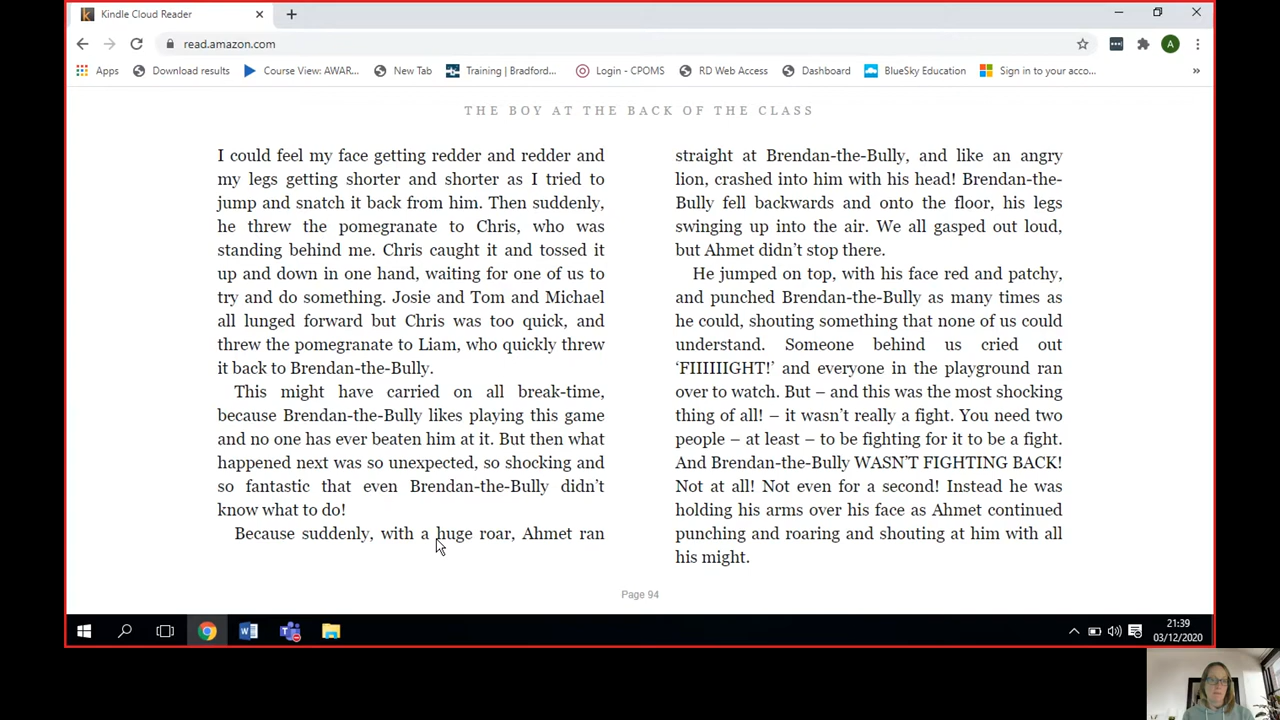 Kindle Cloud Reader
read.amazon.com
A
Apps
Download results
Course View: AWAR...
New Tab
Training | Bradford...
Login - CPOMS
RD Web Access
Dashboard
BlueSky Education
Sign in to your acco...
THE BOY AT THE BACK OF THE CLASS
I could feel my face getting redder and redder and
my legs getting shorter and shorter as I tried to
jump and snatch it back from him. Then suddenly,
he threw the pomegranate to Chris, who was
standing behind me. Chris caught it and tossed it
up and down in one hand, waiting for one of us to
try and do something. Josie and Tom and Michael
all lunged forward but Chris was too quick, and
threw the pomegranate to Liam, who quickly threw
it back to Brendan-the-Bully.
This might have carried on all break-time,
because Brendan-the-Bully likes playing this game
and no one has ever beaten him at it. But then what
happened next was so unexpected, so shocking and
so fantastic that even Brendan-the-Bully didn't
know what to do!
Because suddenly, with a huge roar, Ahmet ran
straight at Brendan-the-Bully, and like an angry
lion, crashed into him with his head! Brendan-the-
Bully fell backwards and onto the floor, his legs
swinging up into the air. We all gasped out loud,
but Ahmet didn't stop there.
He jumped on top, with his face red and patchy,
and punched Brendan-the-Bully as many times as
he could, shouting something that none of us could
understand. Someone behind us cried out
'FIIIIIIGHT!' and everyone in the playground ran
over to watch. But – and this was the most shocking
thing of all! – it wasn't really a fight. You need two
people – at least – to be fighting for it to be a fight.
And Brendan-the-Bully WASN'T FIGHTING BACK!
Not at all! Not even for a second! Instead he was
holding his arms over his face as Ahmet continued
punching and roaring and shouting at him with all
his might.
Page 94
21:39
03/12/2020